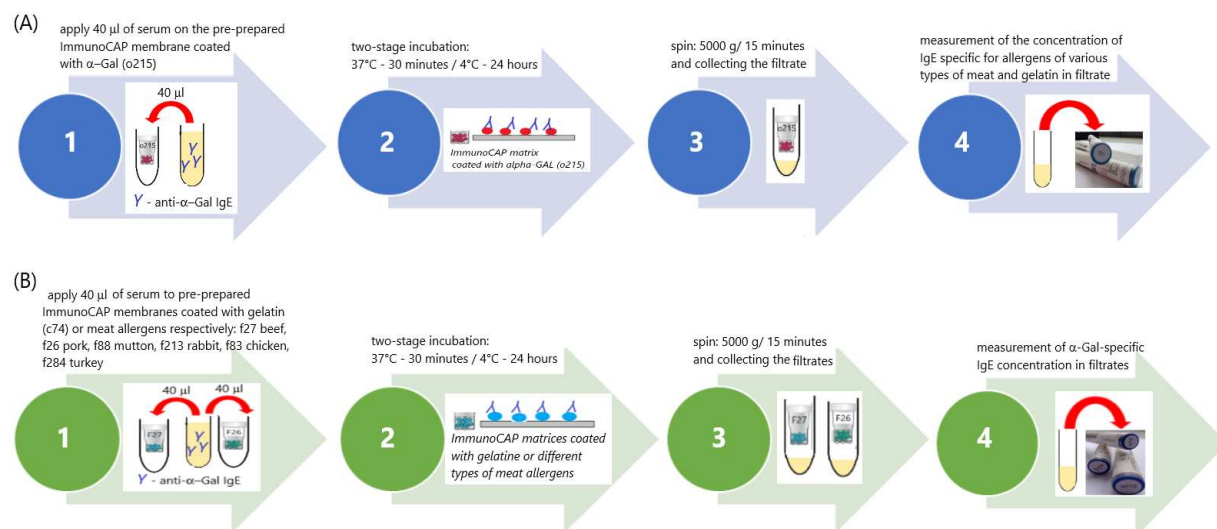 (A)
apply 40 µl of serum on the pre-prepared
ImmunoCAP membrane coated
with α–Gal (o215)
1
40 µl
o215
Y - anti-α–Gal IgE
two-stage incubation:
37°C - 30 minutes / 4°C - 24 hours
2
ImmunoCAP matrix
coated with alpha-GAL (o215)
spin: 5000 g/ 15 minutes
and collecting the filtrate
3
o215
measurement of the concentration of
IgE specific for allergens of various
types of meat and gelatin in filtrate
4
(B)
apply 40 µl of serum to pre-prepared
ImmunoCAP membranes coated with gelatin
(c74) or meat allergens respectively: f27 beef,
f26 pork, f88 mutton, f213 rabbit, f83 chicken,
f284 turkey
1
40 µl 40 µl
F27 F26
Y - anti-α–Gal IgE
two-stage incubation:
37°C - 30 minutes / 4°C - 24 hours
2
ImmunoCAP matrices coated
with gelatine or different
types of meat allergens
spin: 5000 g/ 15 minutes
and collecting the filtrates
3
F27 F26
measurement of α-Gal-specific
IgE concentration in filtrates
4